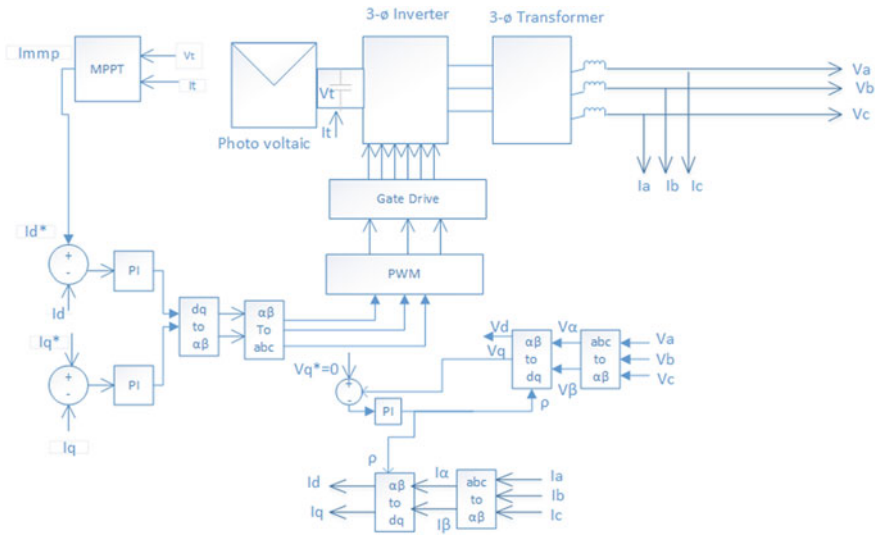 3-ø Inverter
3-ø Transformer
Immp
MPPT
Vt
It
Vt
It
Photo voltaic
Va
Vb
Vc
Ia
Ib
Ic
Gate Drive
PWM
Id*
+
-
PI
Id
Iq*
+
-
PI
Iq
dq
to
αβ
αβ
To
abc
Vq*=0
+
-
PI
Vd
Vq
αβ
to
dq
ρ
Vα
Vβ
abc
to
αβ
Va
Vb
Vc
ρ
Id
Iq
αβ
to
dq
Iα
Iβ
abc
to
αβ
Ia
Ib
Ic